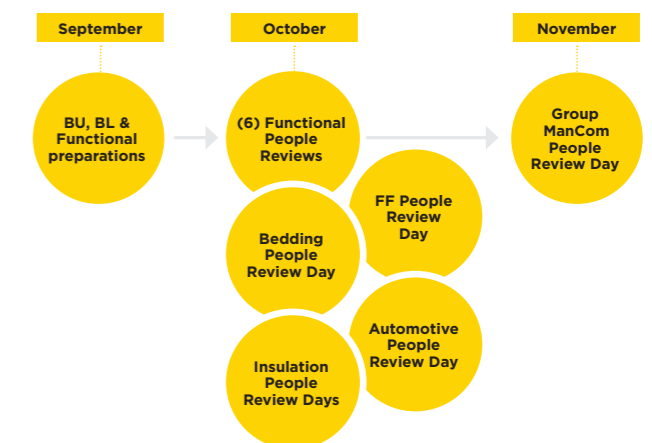 September
October
November
BU, BL &
Functional
preparations
(6) Functional
People
Reviews
Group
ManCom
People
Review Day
FF People
Review
Day
Bedding
People
Review Day
Automotive
People
Review Day
Insulation
People
Review Days